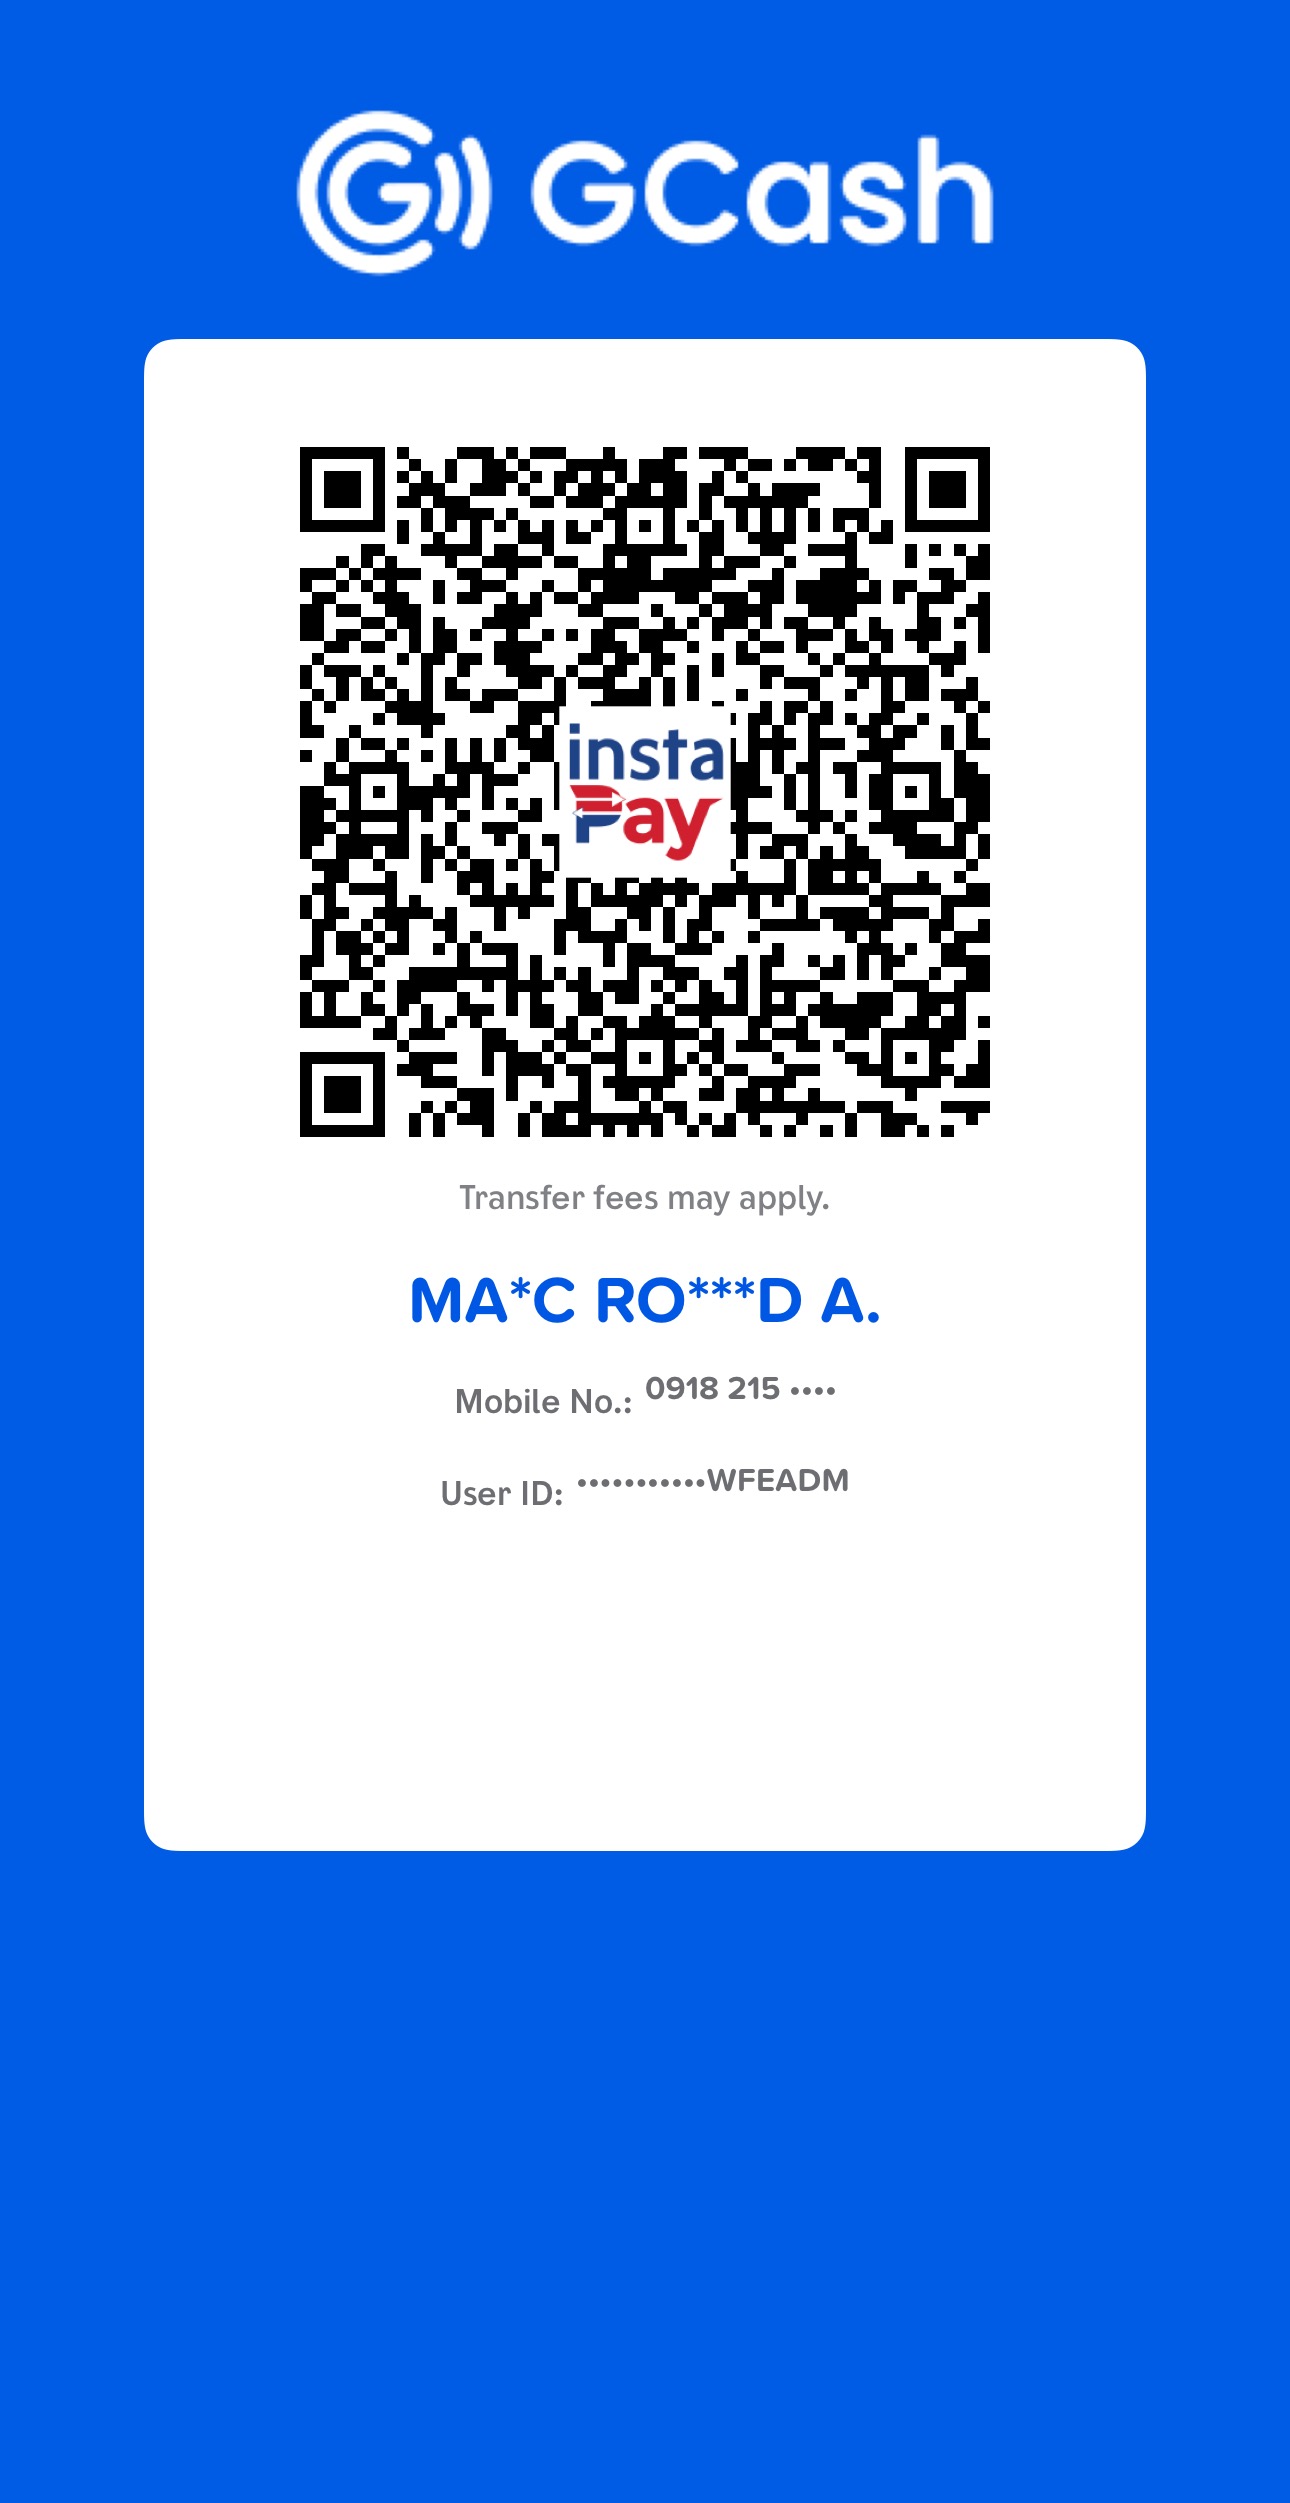 GCash
insta
Pay
Transfer fees may apply.
MA*C RO***D A.
Mobile No.: 0918 215 ••••
User ID: •••••••••••WFEADM